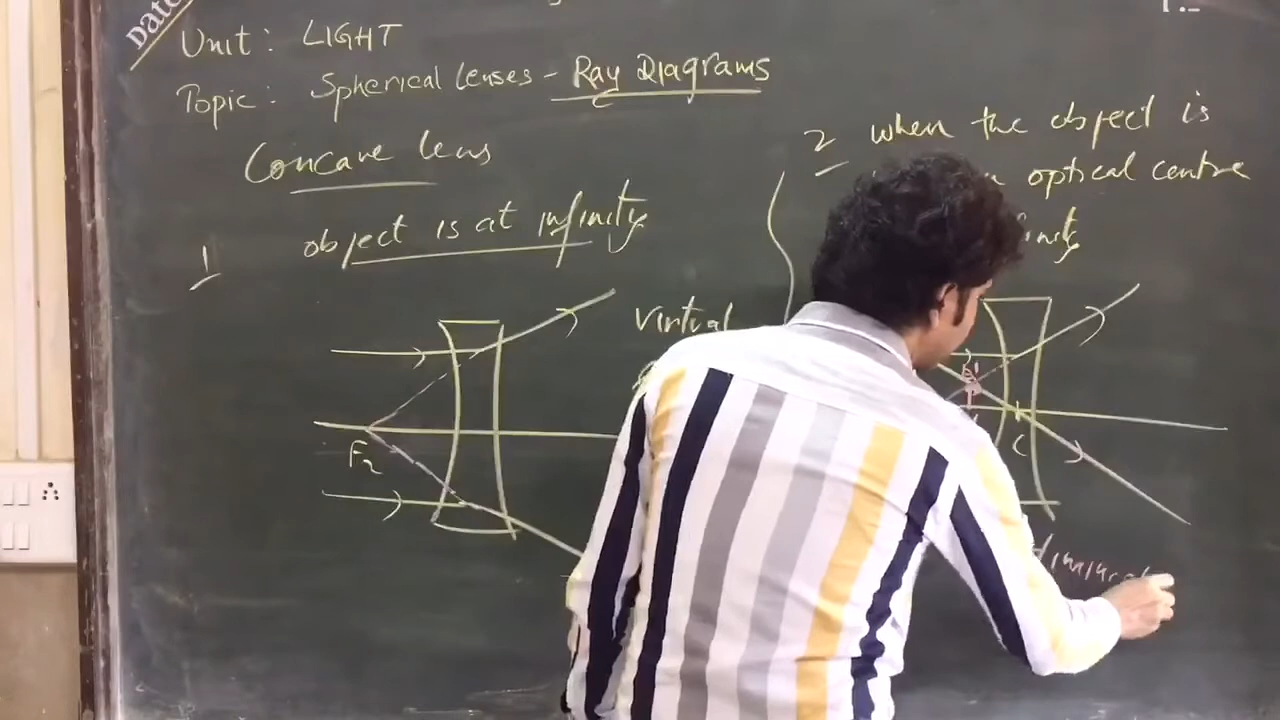 Date
Unit: LIGHT
Topic: Spherical Lenses - Ray Diagrams
Concave lens
1 object is at infinity
F2
Virtual
2 when the object is
optical centre
C